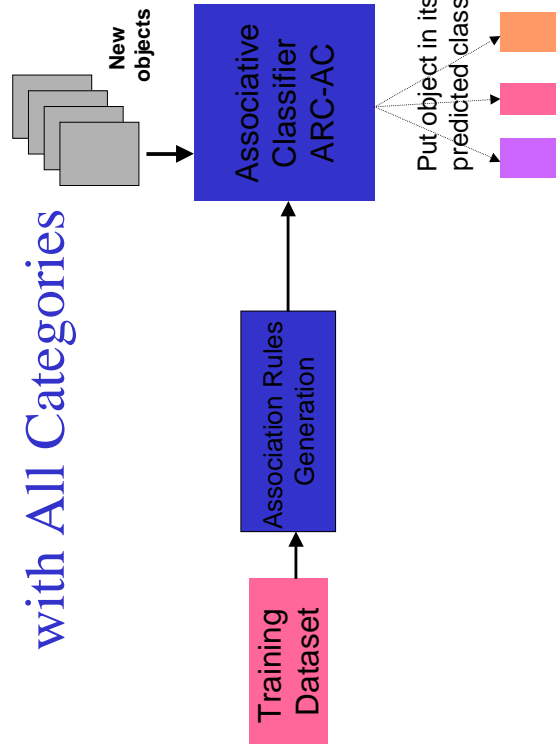 with All Categories
New
objects
Training
Dataset
Association Rules
Generation
Associative
Classifier
ARC-AC
Put object in its
predicted class